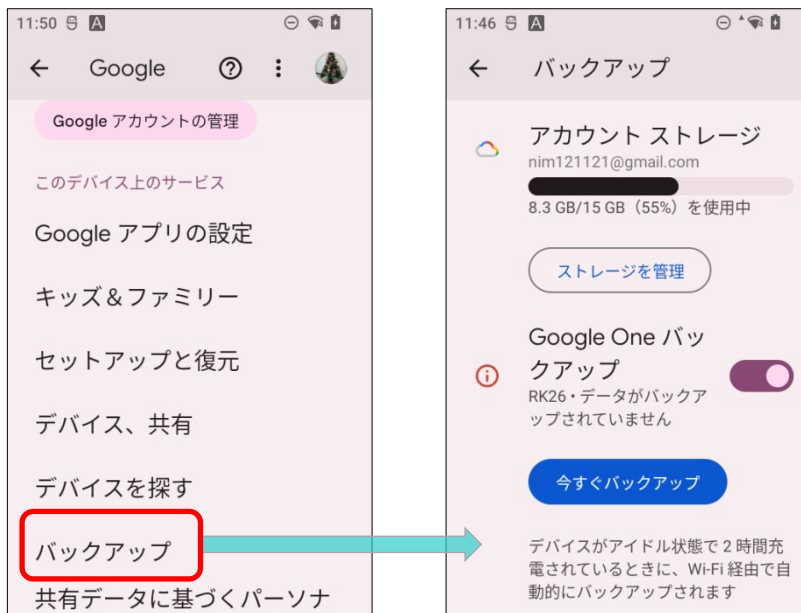 11:50
A
Google
Google アカウントの管理
このデバイス上のサービス
Google アプリの設定
キッズ＆ファミリー
セットアップと復元
デバイス、共有
デバイスを探す
バックアップ
共有データに基づくパーソナ
11:46
A
バックアップ
アカウント ストレージ
nim121121@gmail.com
8.3 GB/15 GB（55%）を使用中
ストレージを管理
Google One バッ
クアップ
RK26・データがバックア
ップされていません
今すぐバックアップ
デバイスがアイドル状態で 2 時間充
電されているときに、Wi-Fi 経由で自
動的にバックアップされます